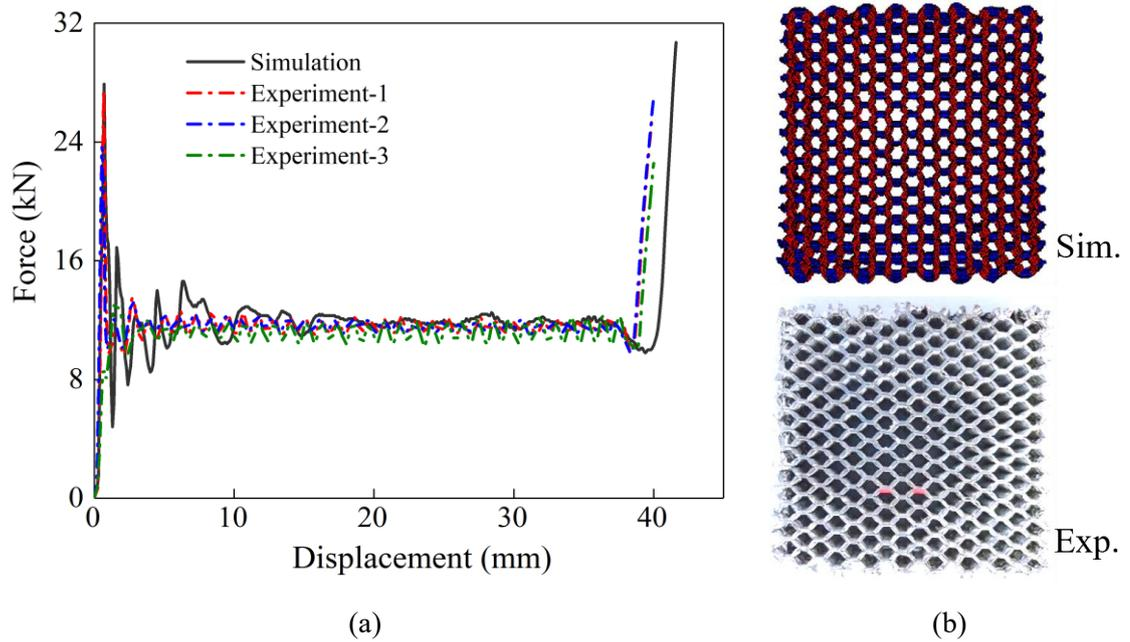 32
24
16
8
0
0
10
20
30
40
Force (kN)
Displacement (mm)
Simulation
Experiment-1
Experiment-2
Experiment-3
(a)
Sim.
Exp.
(b)